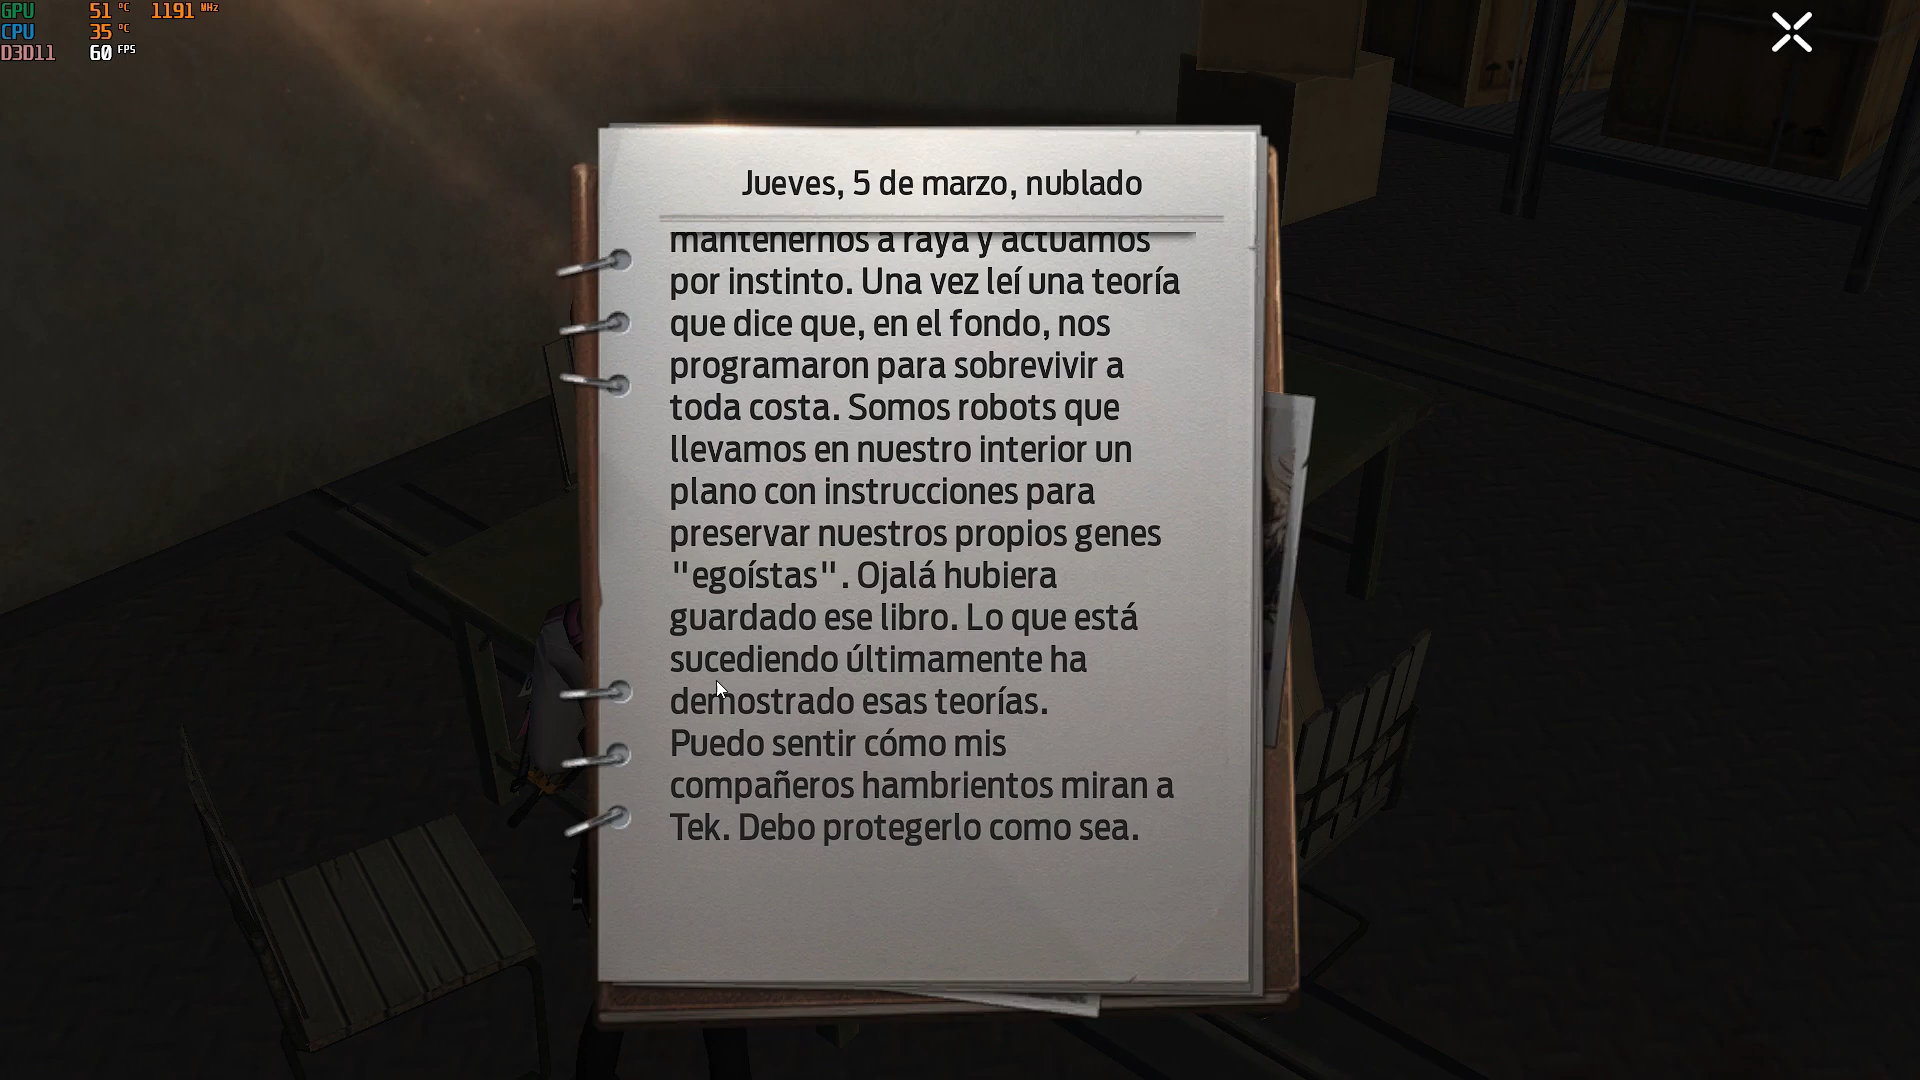 GPU 51 °C 1191 MHz
CPU 35 °C
D3D11 60 FPS
Jueves, 5 de marzo, nublado
mantenernos a raya y actuamos
por instinto. Una vez leí una teoría
que dice que, en el fondo, nos
programaron para sobrevivir a
toda costa. Somos robots que
llevamos en nuestro interior un
plano con instrucciones para
preservar nuestros propios genes
"egoístas". Ojalá hubiera
guardado ese libro. Lo que está
sucediendo últimamente ha
demostrado esas teorías.
Puedo sentir cómo mis
compañeros hambrientos miran a
Tek. Debo protegerlo como sea.